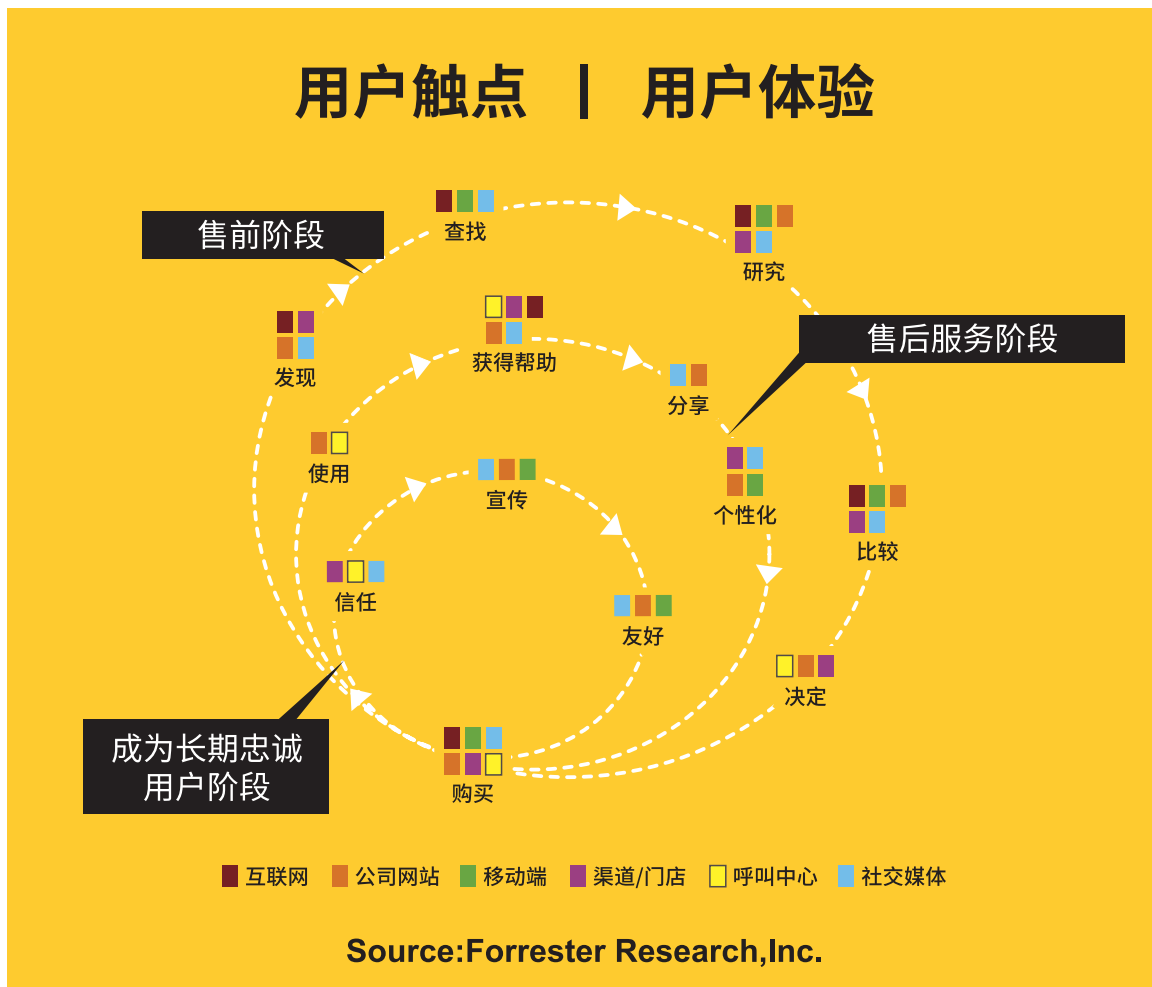 用户触点 | 用户体验
售前阶段
查找
研究
发现
获得帮助
售后服务阶段
分享
使用
宣传
个性化
比较
信任
友好
决定
成为长期忠诚
用户阶段
购买
互联网 公司网站 移动端 渠道/门店 呼叫中心 社交媒体
Source:Forrester Research,Inc.